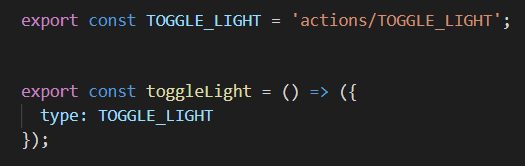 export const TOGGLE_LIGHT = 'actions/TOGGLE_LIGHT';
export const toggleLight = () => ({
  type: TOGGLE_LIGHT
});